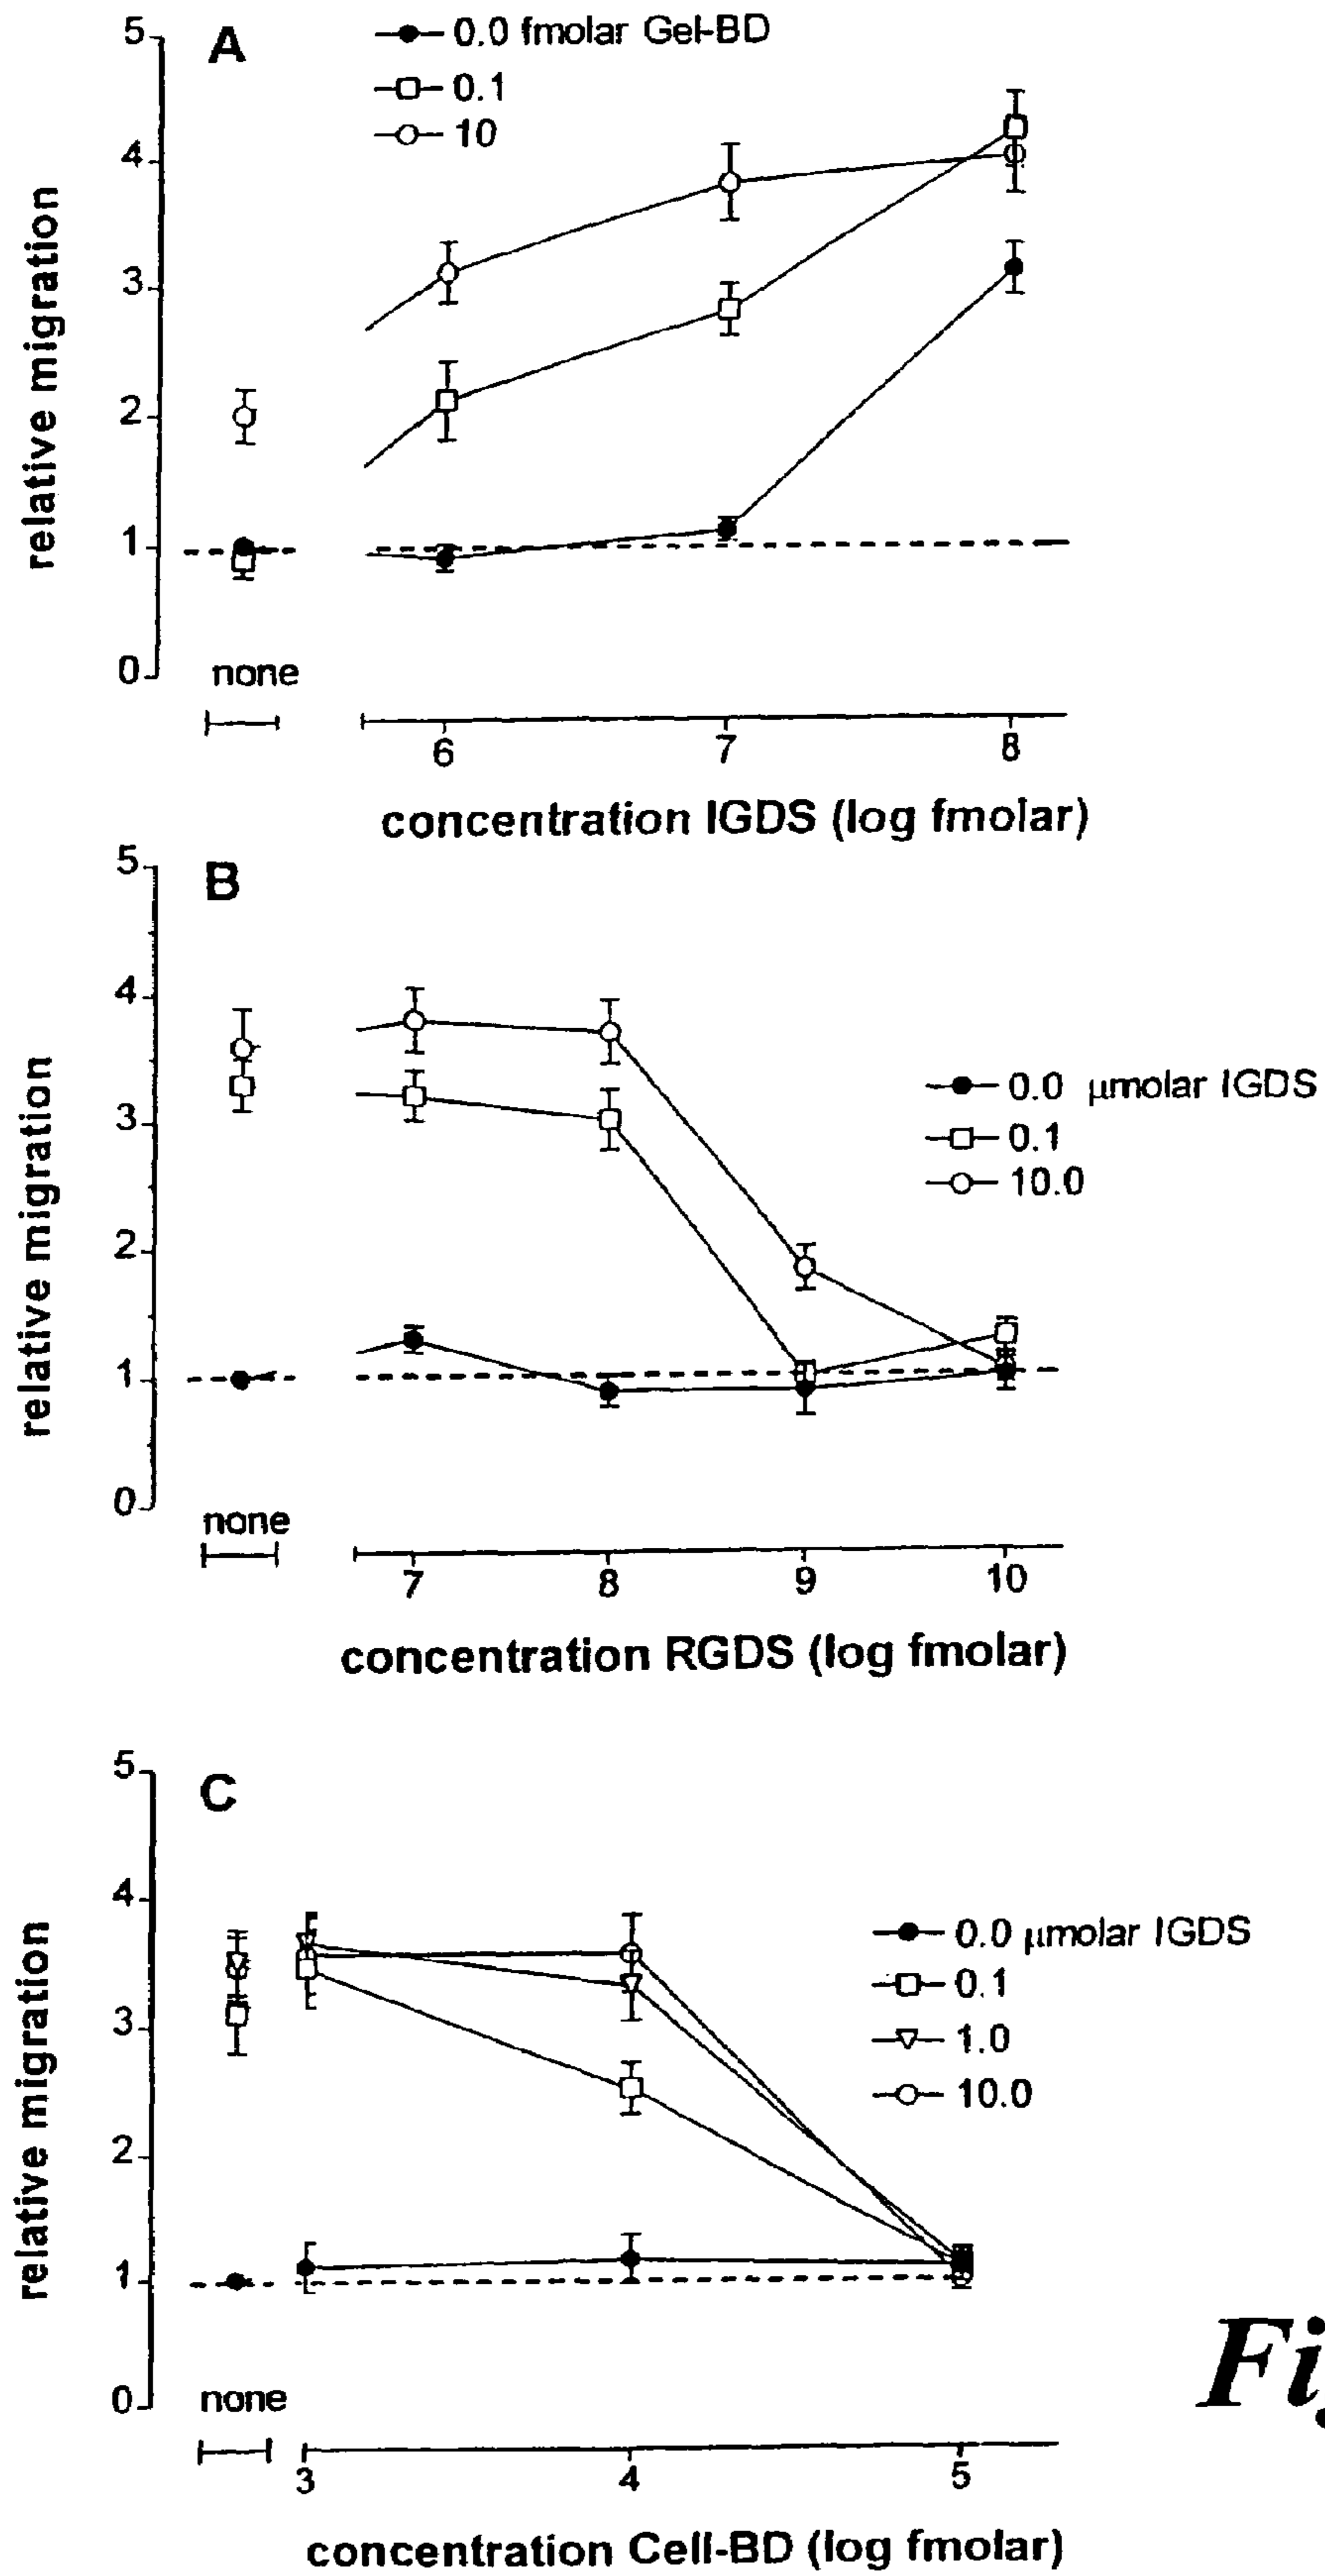 5
A
0.0 fmolar Gel-BD
0.1
10
4
3
2
1
0
none
relative migration
6 7 8
concentration IGDS (log fmolar)
5
B
4
3
2
1
0
none
relative migration
0.0 μmolar IGDS
0.1
10.0
7 8 9 10
concentration RGDS (log fmolar)
5
C
4
3
2
1
0
none
relative migration
0.0 μmolar IGDS
0.1
1.0
10.0
3 4 5
concentration Cell-BD (log fmolar)